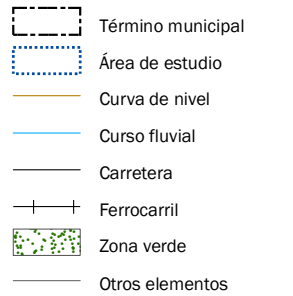 Término municipal
Área de estudio
Curva de nivel
Curso fluvial
Carretera
Ferrocarril
Zona verde
Otros elementos